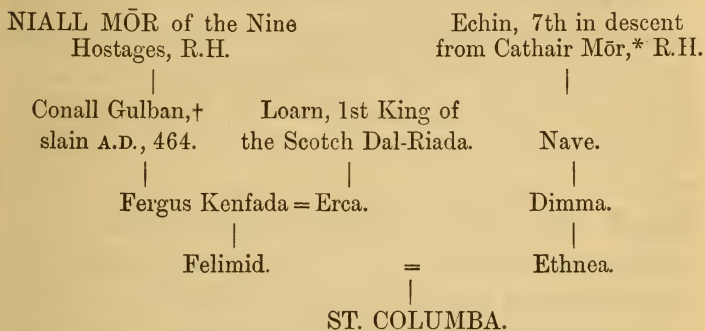 NIALL MŌR of the Nine Echin, 7th in descent
Hostages, R.H. from Cathair Mōr,* R.H.
Conall Gulban,† Loarn, 1st King of
slain A.D., 464. the Scotch Dal-Riada. Nave.
Fergus Kenfada = Erca. Dimma.
Felimid. = Ethnea.
ST. COLUMBA.